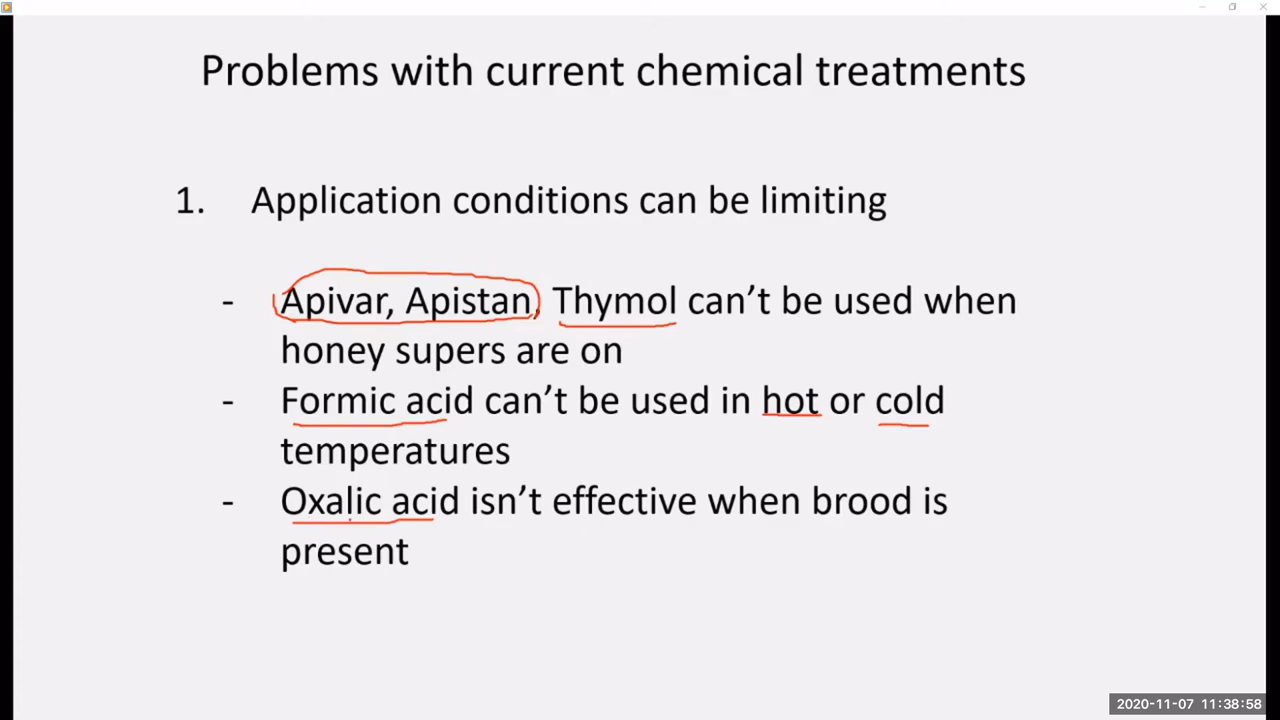 Problems with current chemical treatments
1. Application conditions can be limiting
- Apivar, Apistan, Thymol can’t be used when
honey supers are on
- Formic acid can’t be used in hot or cold
temperatures
- Oxalic acid isn’t effective when brood is
present
2020-11-07 11:38:58